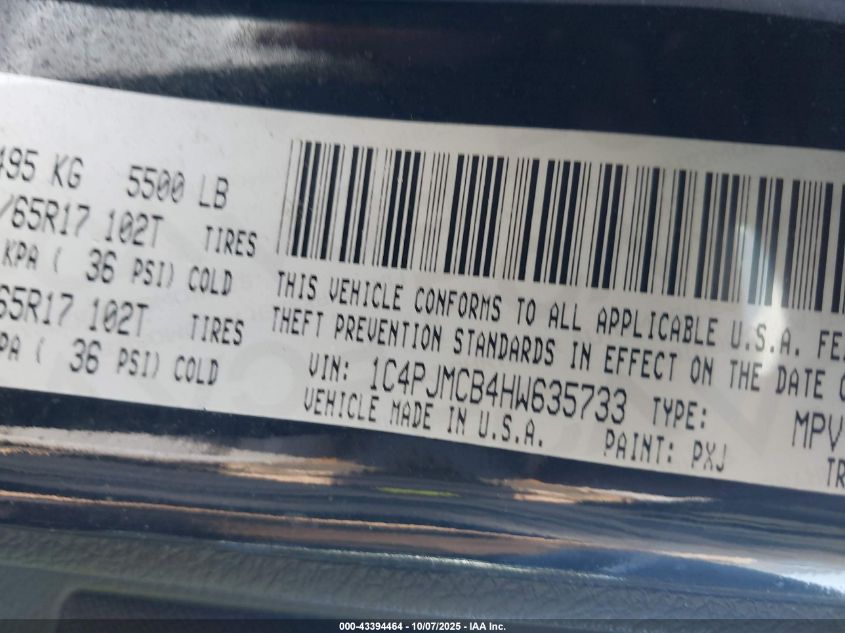 495 KG 5500 LB
/65R17 102T TIRES
KPA ( 36 PSI) COLD
65R17 102T TIRES
PA ( 36 PSI) COLD
THIS VEHICLE CONFORMS TO ALL APPLICABLE U.S.A.
THEFT PREVENTION STANDARDS IN EFFECT ON THE DATE
VIN: 1C4PJMCB4HW635733 TYPE: MPV
VEHICLE MADE IN U.S.A. PAINT: PXJ
000-43394464 - 10/07/2025 - IAA Inc.